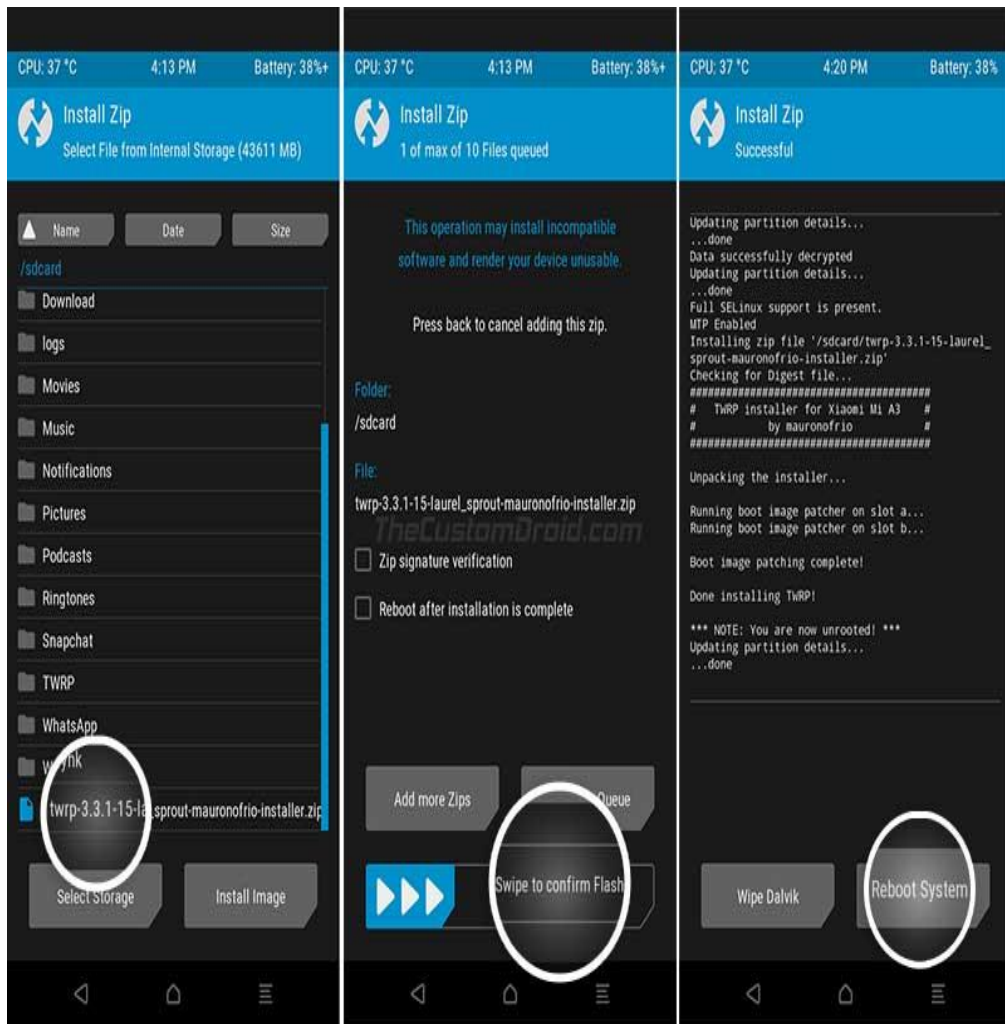 CPU: 37 °C 4:13 PM Battery: 38%+
Install Zip
Select File from Internal Storage (43611 MB)
Name Date Size
/sdcard
Download
logs
Movies
Music
Notifications
Pictures
Podcasts
Ringtones
Snapchat
TWRP
WhatsApp
twrp-3.3.1-15-la sprout-mauronofrio-installer.zip
Select Storage Install Image
CPU: 37 °C 4:13 PM Battery: 38%+
Install Zip
1 of max of 10 Files queued
This operation may install incompatible
software and render your device unusable.
Press back to cancel adding this zip.
Folder:
/sdcard
File:
twrp-3.3.1-15-laurel_sprout-mauronofrio-installer.zip
TheCustomDroid.com
Zip signature verification
Reboot after installation is complete
Add more Zips Queue
Swipe to confirm Flash
CPU: 37 °C 4:20 PM Battery: 38%
Install Zip
Successful
Updating partition details...
...done
Data successfully decrypted
Updating partition details...
...done
Full SELinux support is present.
MTP Enabled
Installing zip file '/sdcard/twrp-3.3.1-15-laurel_
sprout-mauronofrio-installer.zip'
Checking for Digest file...
########################################
# TWRP installer for Xiaomi Mi A3 #
# by mauronofrio #
########################################
Unpacking the installer...
Running boot image patcher on slot a...
Running boot image patcher on slot b...
Boot image patching complete!
Done installing TWRP!
*** NOTE: You are now unrooted! ***
Updating partition details...
...done
Wipe Dalvik Reboot System